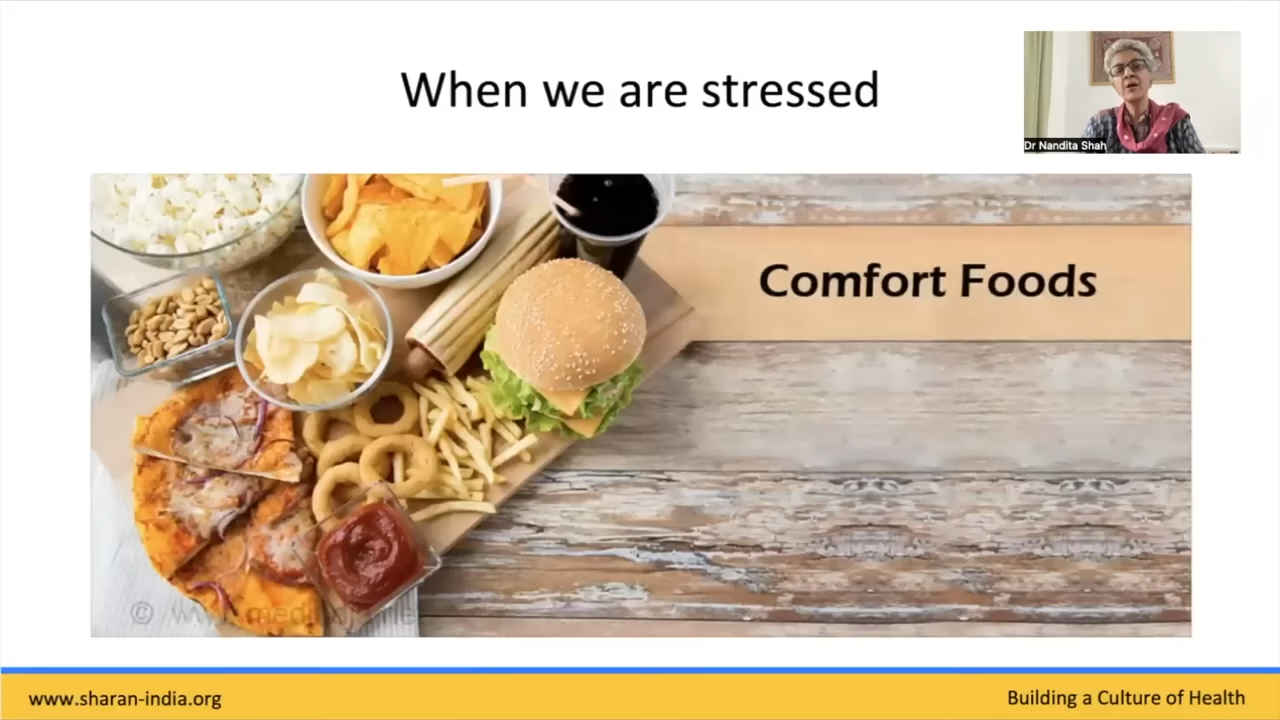 When we are stressed
Dr Nandita Shah
Comfort Foods
©
www.sharan-india.org
Building a Culture of Health